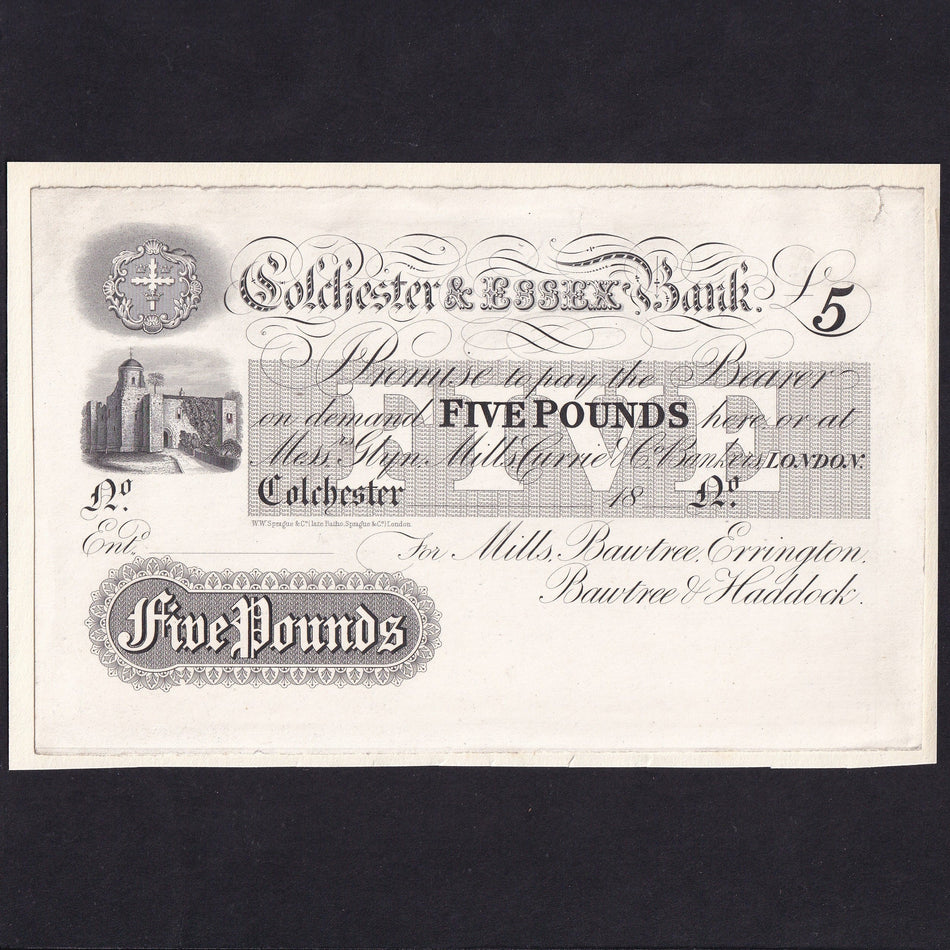 Colchester & ESSEX Bank.
£5
I Promise to pay the Bearer
on demand FIVE POUNDS here or at
Messrs. Glyn, Mills, Currie & Co. Bankers, LONDON.
FIVE
Colchester 18 No.
No.
W.W. Sprague & Co. (late Batho, Sprague & Co.) London.
Entd.
For Mills, Bawtree, Errington,
Bawtree & Haddock.
Five Pounds